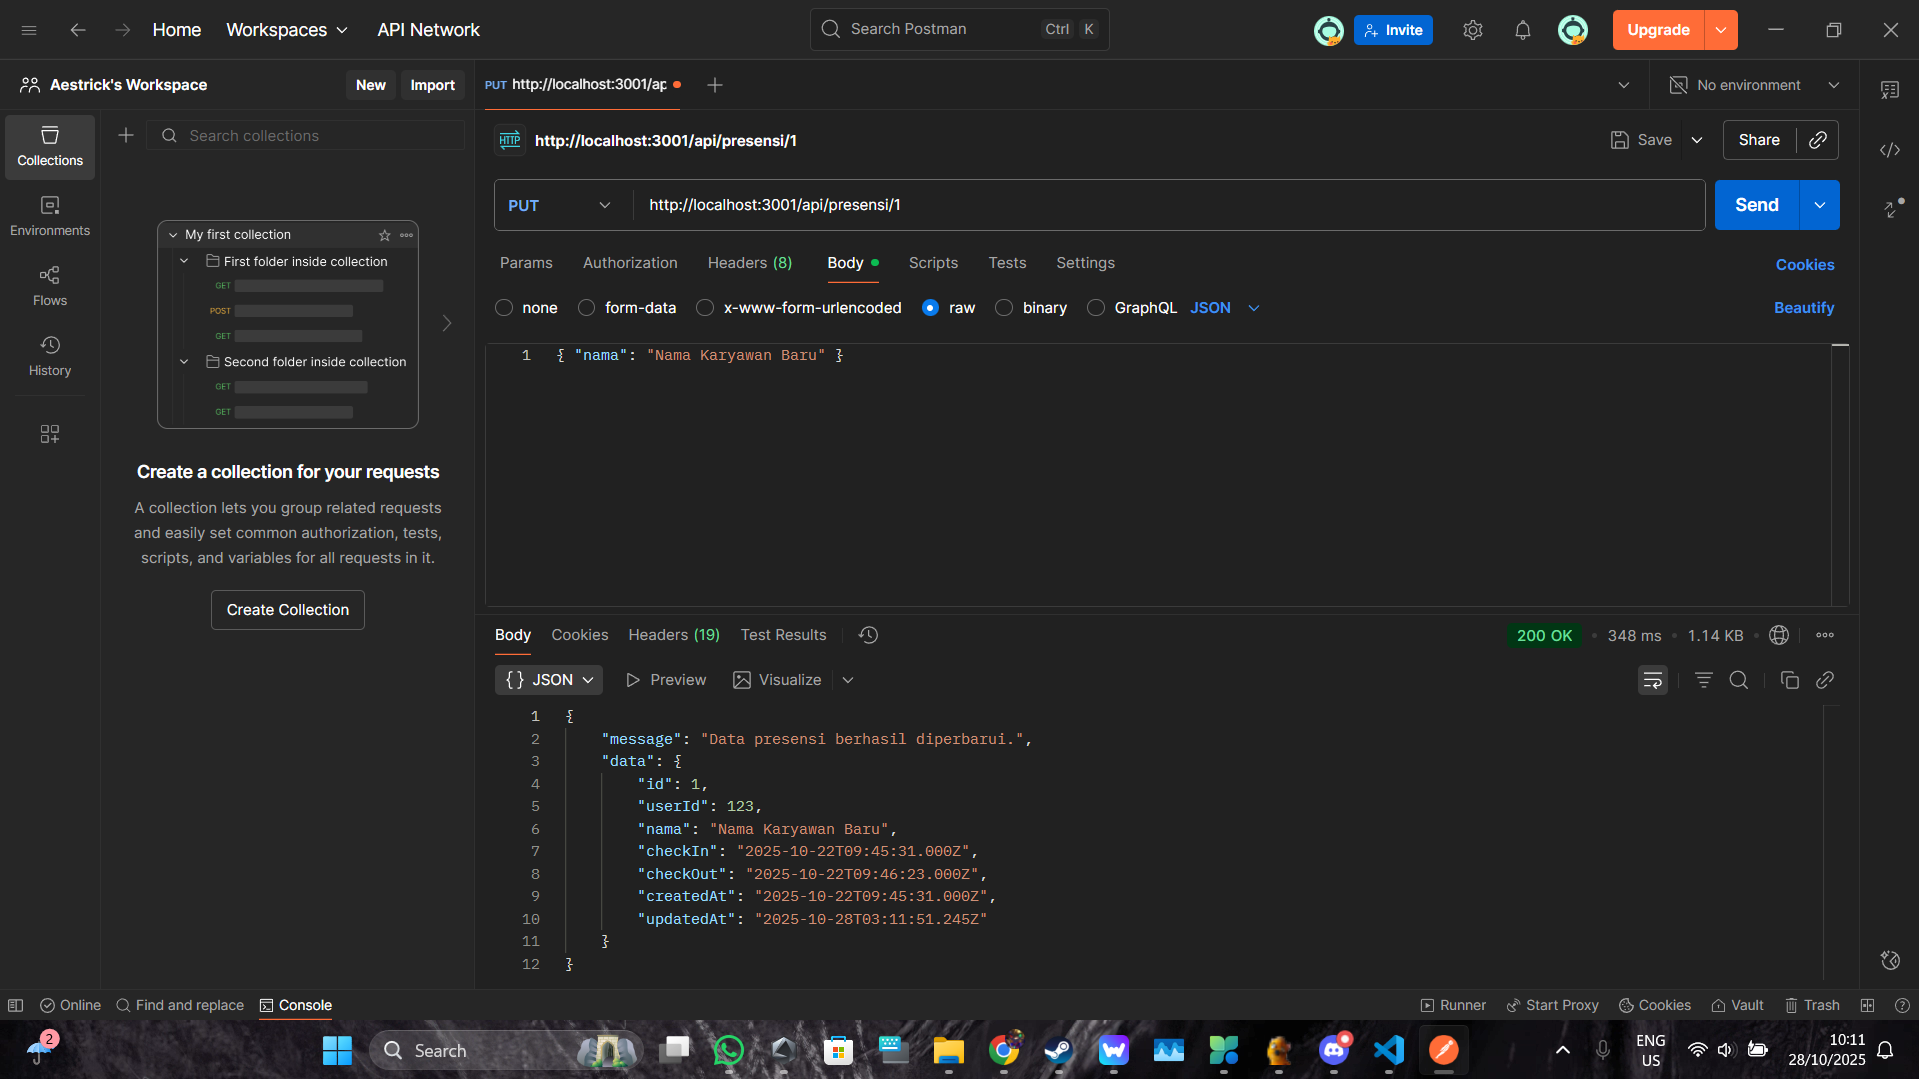 Home
Workspaces
API Network
Search Postman
Ctrl K
Invite
Upgrade
Aestrick's Workspace
New
Import
PUT http://localhost:3001/ap
No environment
Collections
Environments
Flows
History
Search collections
My first collection
First folder inside collection
GET
POST
GET
Second folder inside collection
GET
GET
Create a collection for your requests
A collection lets you group related requests
and easily set common authorization, tests,
scripts, and variables for all requests in it.
Create Collection
HTTP http://localhost:3001/api/presensi/1
Save
Share
PUT http://localhost:3001/api/presensi/1
Send
Params Authorization Headers (8) Body Scripts Tests Settings
Cookies
none form-data x-www-form-urlencoded raw binary GraphQL JSON
Beautify
1 { "nama": "Nama Karyawan Baru" }
Body Cookies Headers (19) Test Results
200 OK • 348 ms • 1.14 KB
{} JSON Preview Visualize
1 {
2 "message": "Data presensi berhasil diperbarui.",
3 "data": {
4 "id": 1,
5 "userId": 123,
6 "nama": "Nama Karyawan Baru",
7 "checkIn": "2025-10-22T09:45:31.000Z",
8 "checkOut": "2025-10-22T09:46:23.000Z",
9 "createdAt": "2025-10-22T09:45:31.000Z",
10 "updatedAt": "2025-10-28T03:11:51.245Z"
11 }
12 }
Online
Find and replace
Console
Runner
Start Proxy
Cookies
Vault
Trash
2
Search
ENG
US
10:11
28/10/2025